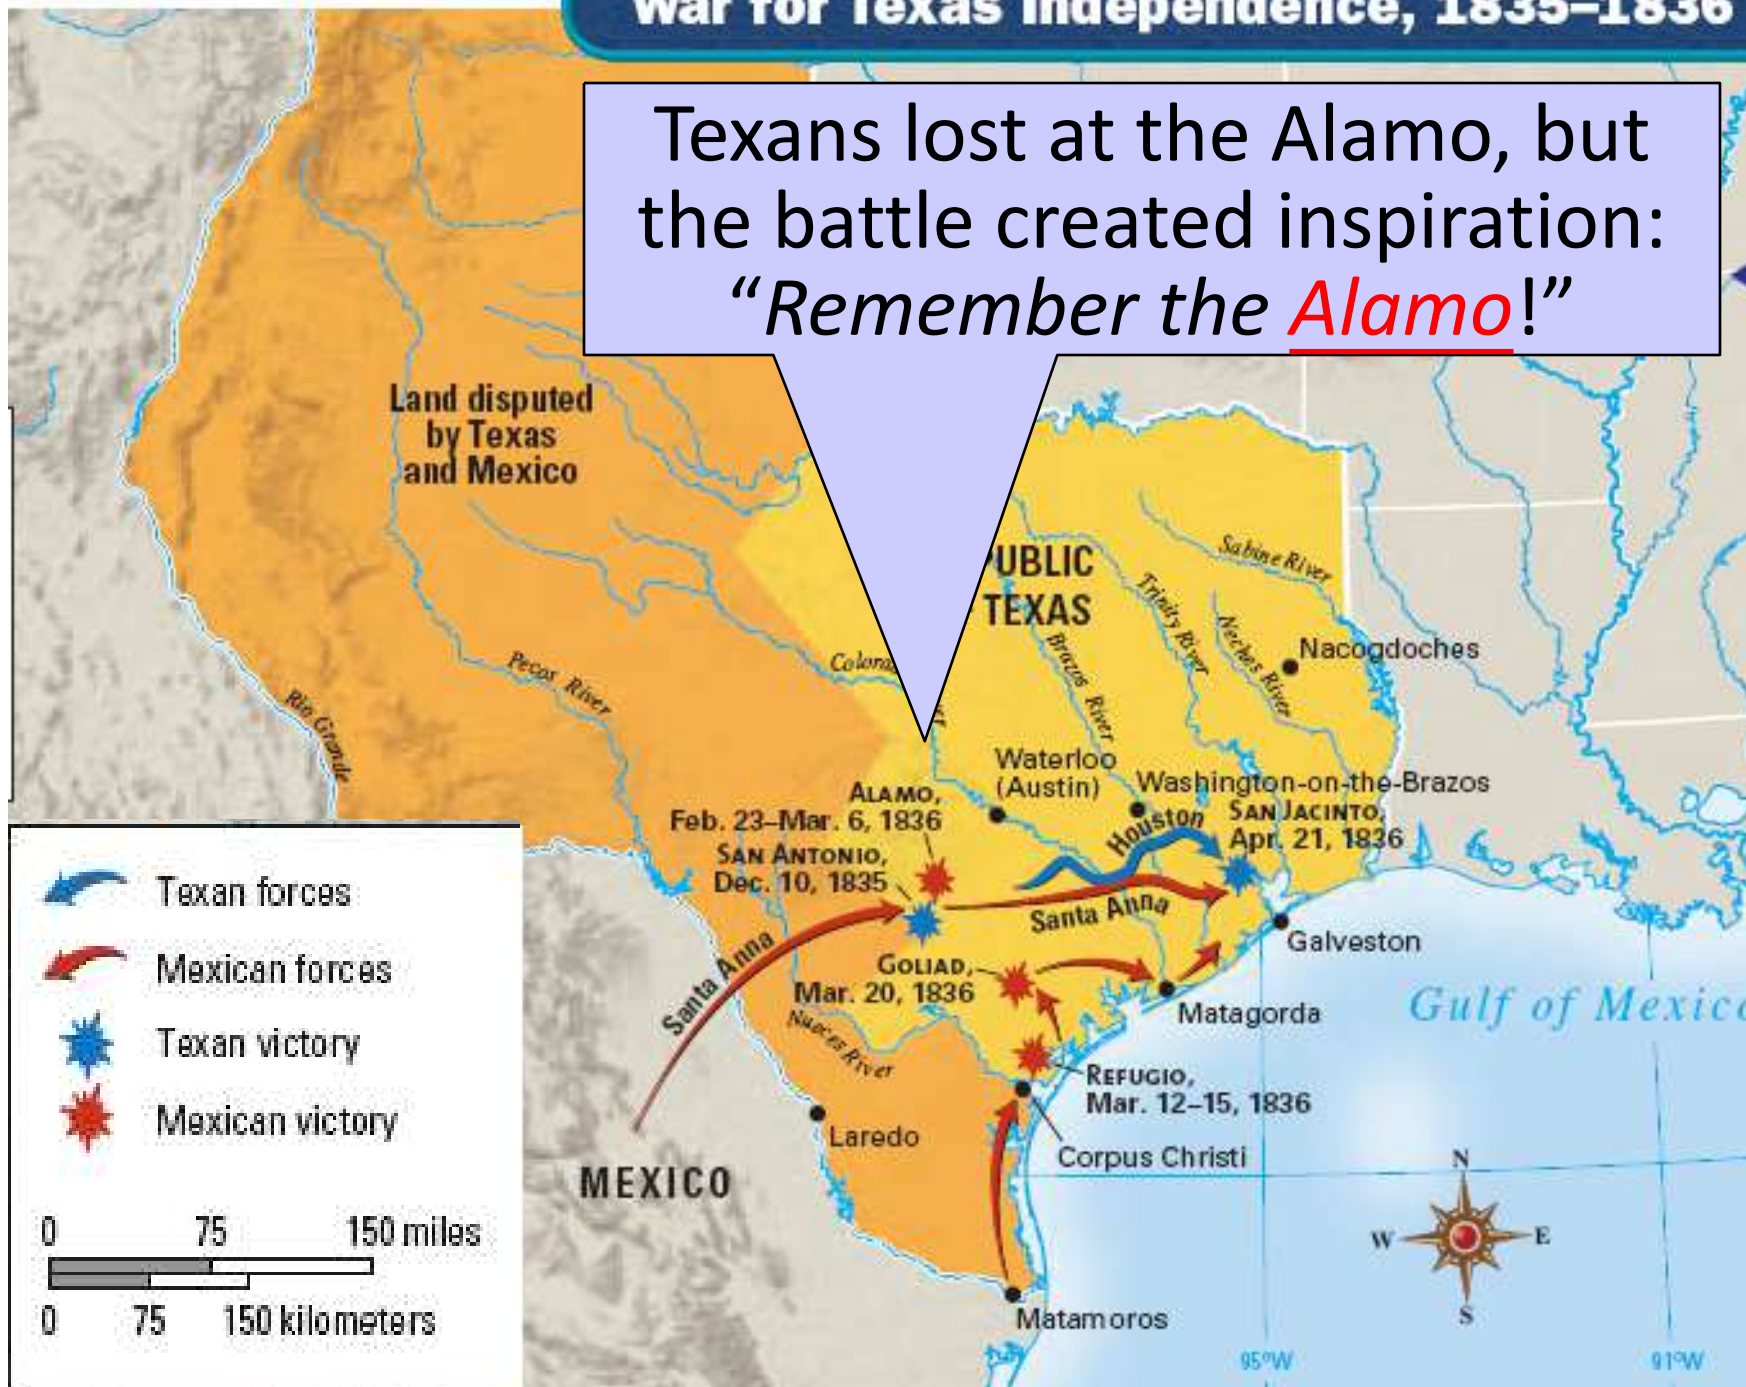 War for Texas Independence, 1835–1836
Texans lost at the Alamo, but
the battle created inspiration:
“Remember the Alamo!”
Land disputed
by Texas
and Mexico
PUBLIC
TEXAS
Sabine River
Trinity River
Neches River
Brazos River
Nacogdoches
Pecos River
Rio Grande
Waterloo
(Austin)
Washington-on-the-Brazos
ALAMO,
Feb. 23–Mar. 6, 1836
SAN JACINTO,
Apr. 21, 1836
Houston
SAN ANTONIO,
Dec. 10, 1835
Santa Anna
Santa Anna
Galveston
GOLIAD,
Mar. 20, 1836
Matagorda
Gulf of Mexico
Nueces River
REFUGIO,
Mar. 12–15, 1836
Corpus Christi
Laredo
MEXICO
Matamoros
Texan forces
Mexican forces
Texan victory
Mexican victory
0 75 150 miles
0 75 150 kilometers
N
W E
S
95°W
91°W